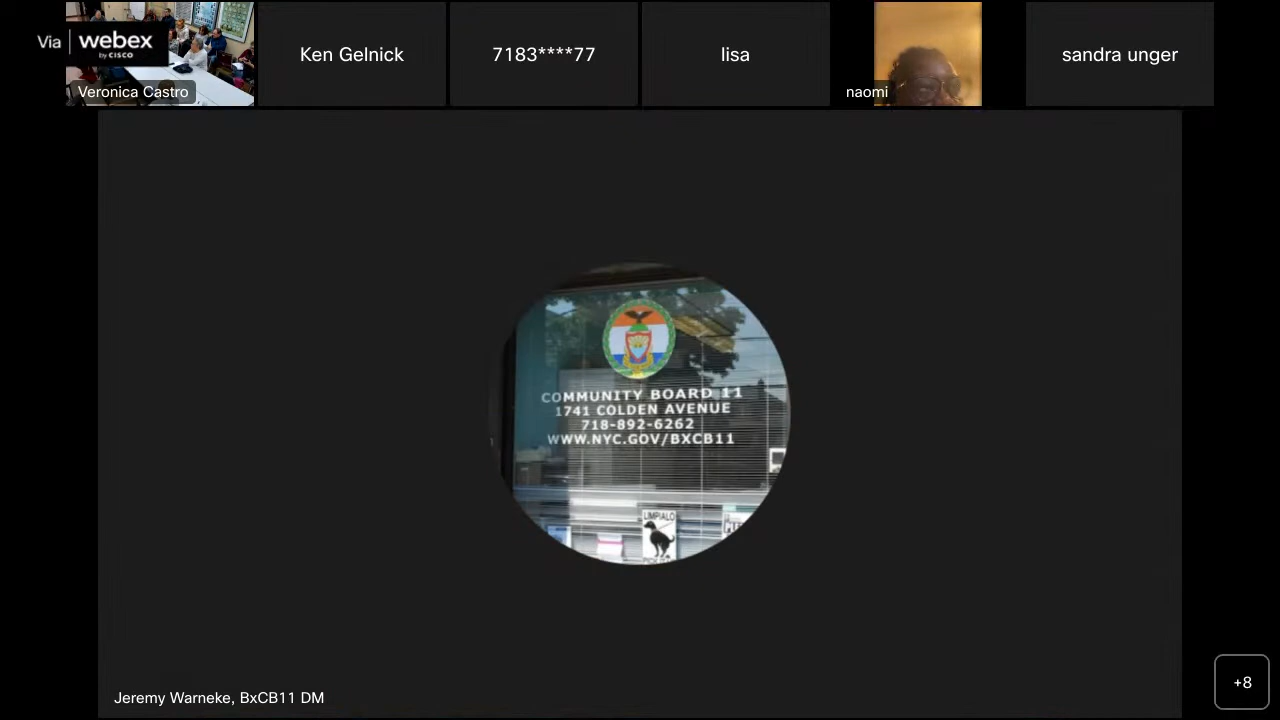 Via webex
by CISCO
Veronica Castro
Ken Gelnick
7183****77
lisa
naomi
sandra unger
COMMUNITY BOARD 11
1741 COLDEN AVENUE
718-892-6262
WWW.NYC.GOV/BXCB11
LIMPIALO
Jeremy Warneke, BxCB11 DM
+8